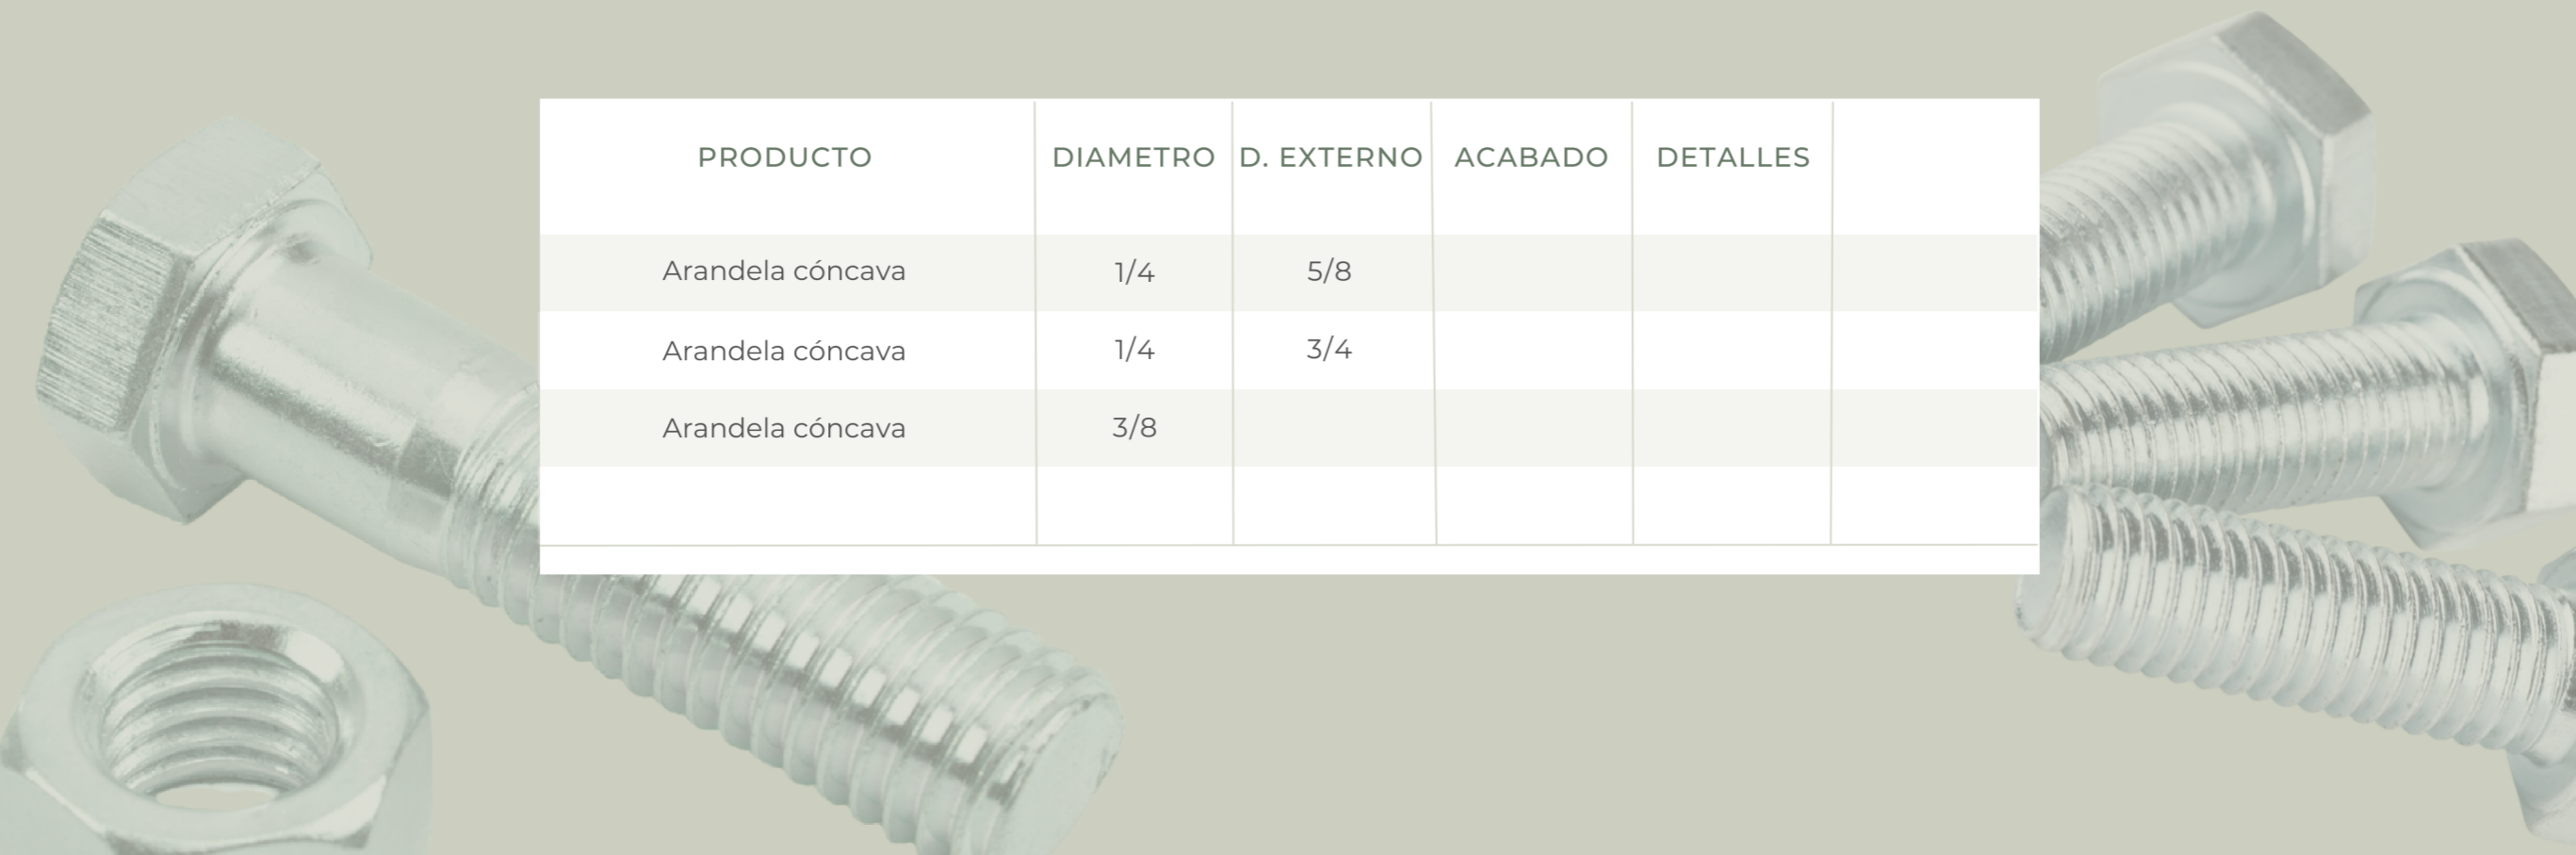 PRODUCTO DIAMETRO D. EXTERNO ACABADO DETALLES
Arandela cóncava 1/4 5/8
Arandela cóncava 1/4 3/4
Arandela cóncava 3/8